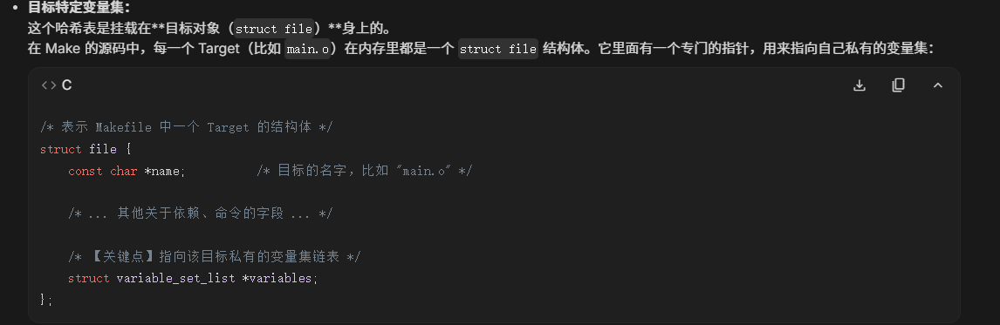 • 目标特定变量集：
这个哈希表是挂载在**目标对象（struct file）**身上的。
在 Make 的源码中，每一个 Target（比如 main.o）在内存里都是一个 struct file 结构体。它里面有一个专门的指针，用来指向自己私有的变量集：
<> C
/* 表示 Makefile 中一个 Target 的结构体 */
struct file {
    const char *name;          /* 目标的名字，比如 "main.o" */
    /* ... 其他关于依赖、命令的字段 ... */
    /* 【关键点】指向该目标私有的变量集链表 */
    struct variable_set_list *variables;
};